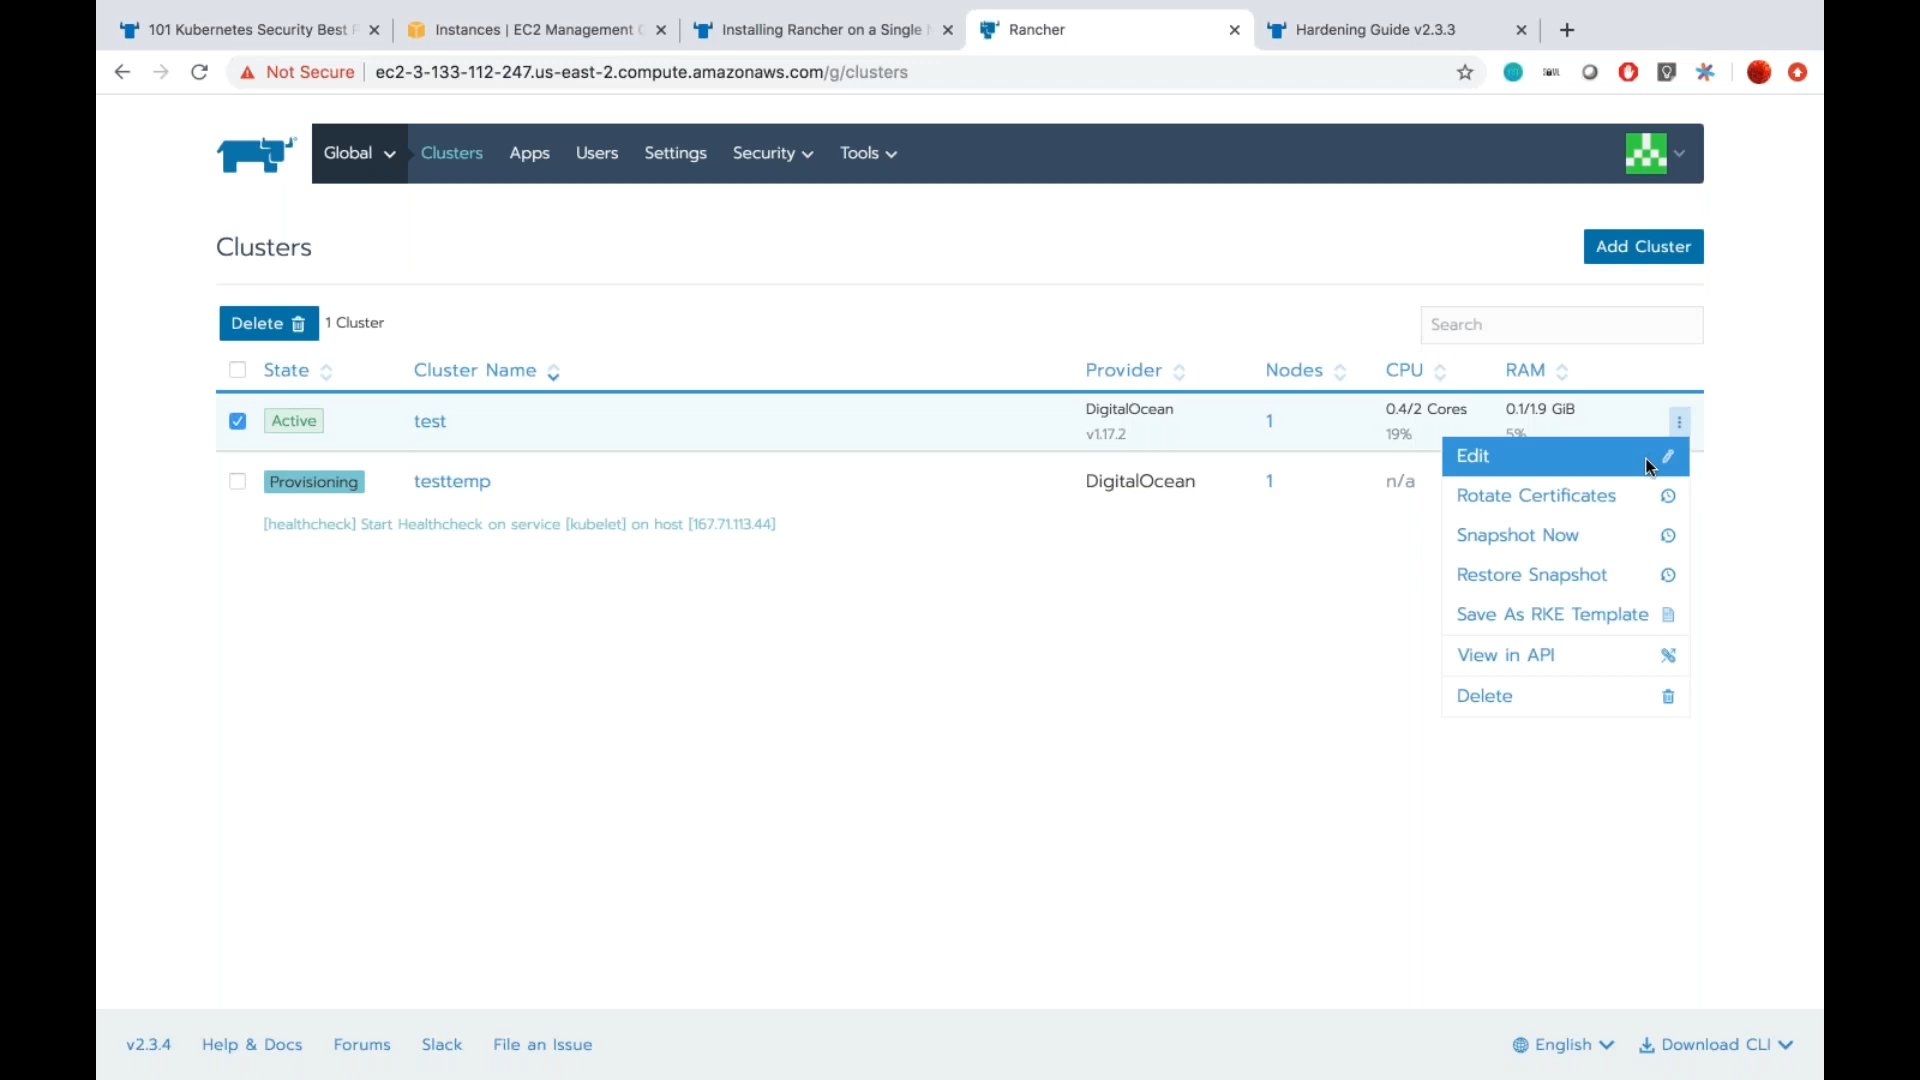 101 Kubernetes Security Best P
Instances | EC2 Management C
Installing Rancher on a Single N
Rancher
Hardening Guide v2.3.3
Not Secure
ec2-3-133-112-247.us-east-2.compute.amazonaws.com/g/clusters
Global
Clusters
Apps
Users
Settings
Security
Tools
Clusters
Add Cluster
Delete
1 Cluster
Search
State
Cluster Name
Provider
Nodes
CPU
RAM
Active
test
DigitalOcean
v1.17.2
1
0.4/2 Cores
19%
0.1/1.9 GiB
5%
Provisioning
testtemp
DigitalOcean
1
n/a
[healthcheck] Start Healthcheck on service [kubelet] on host [167.71.113.44]
Edit
Rotate Certificates
Snapshot Now
Restore Snapshot
Save As RKE Template
View in API
Delete
v2.3.4
Help & Docs
Forums
Slack
File an Issue
English
Download CLI